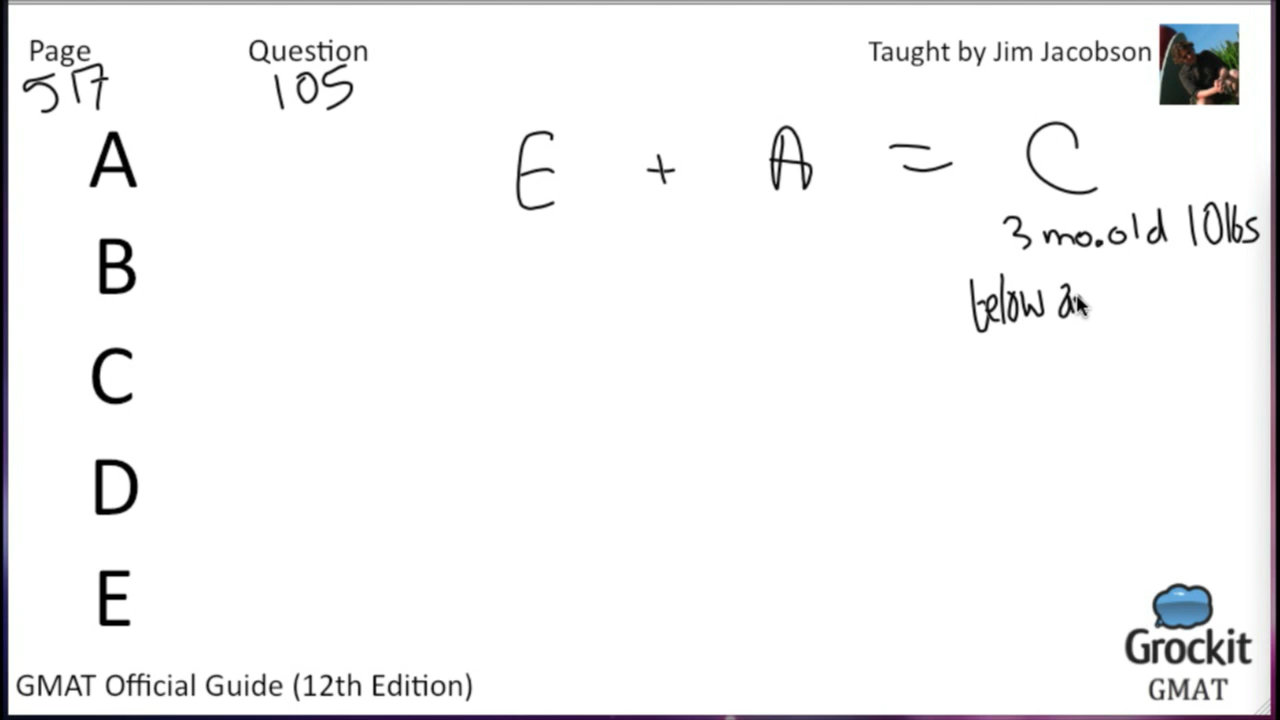 Page Question Taught by Jim Jacobson
517 105
A E + A = C
3 mo.old 10lbs
B
below
C
D
E
Grockit
GMAT
GMAT Official Guide (12th Edition)